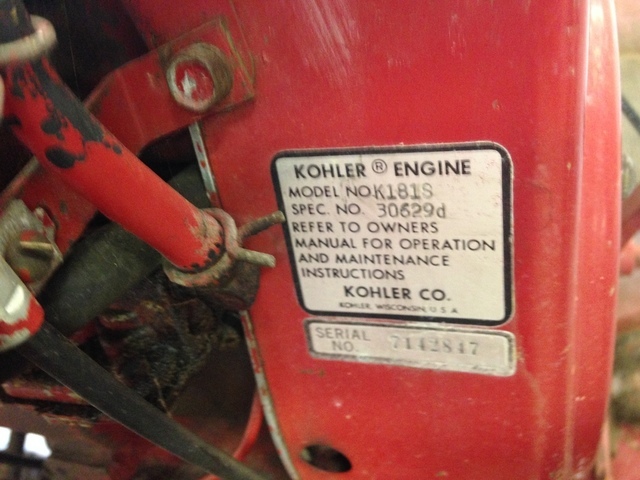 KOHLER ® ENGINE
MODEL NO. K181S
SPEC. NO. 30629d
REFER TO OWNERS
MANUAL FOR OPERATION
AND MAINTENANCE
INSTRUCTIONS
KOHLER CO.
KOHLER, WISCONSIN, U.S.A
SERIAL
NO. 7142847